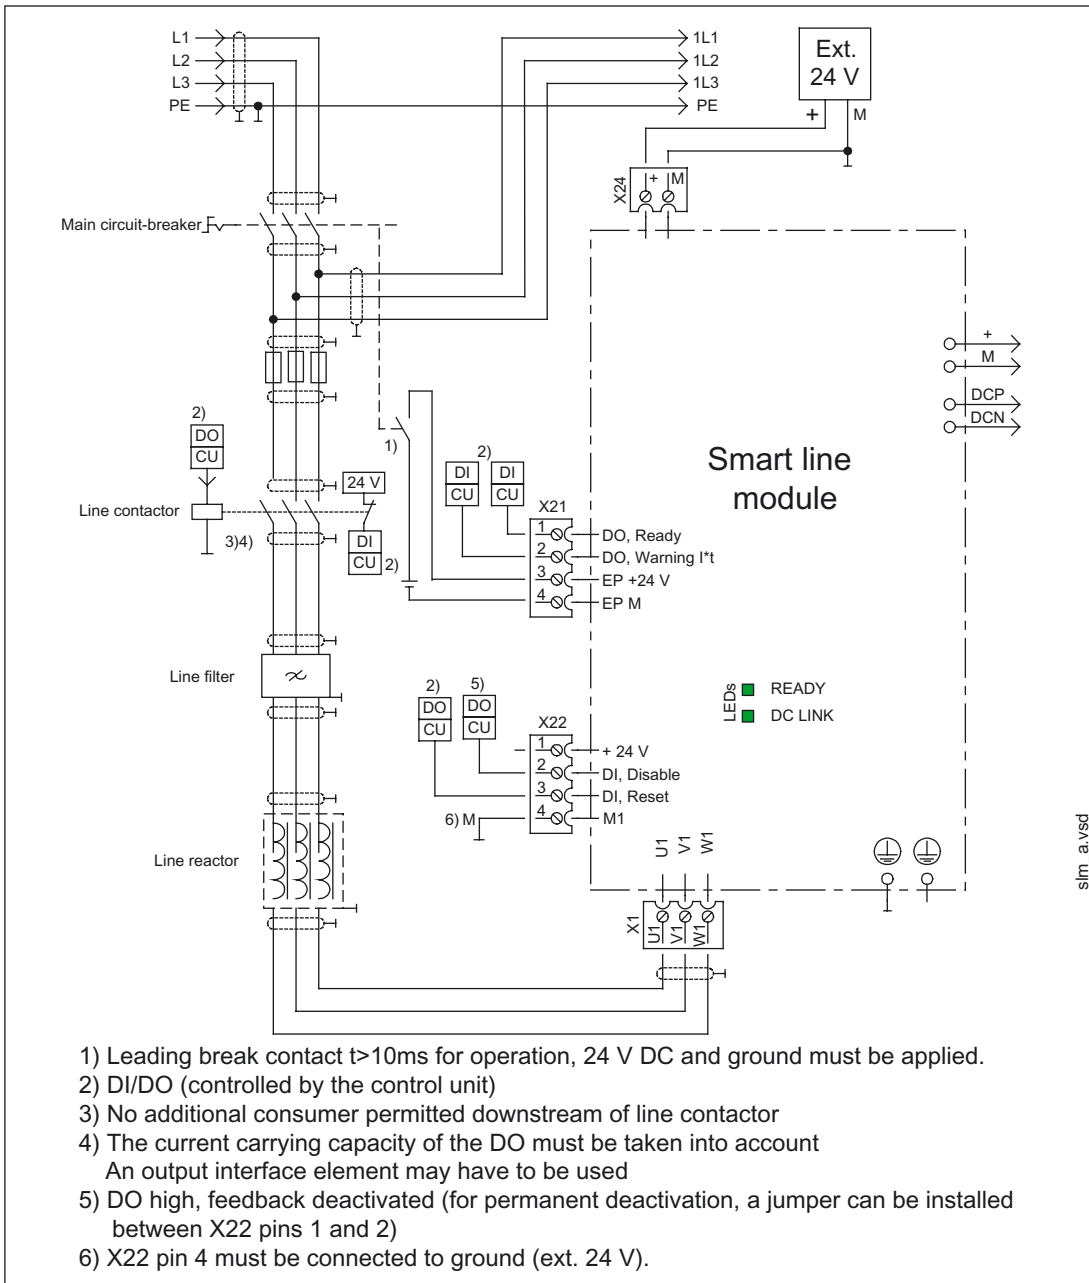 L1
1L1
L2
1L2
L3
1L3
PE
PE
Ext.
24 V
+
M
X24
+
M
Main circuit-breaker
+
M
DCP
DCN
Smart line
module
2)
DO
CU
1)
2)
DI
CU
DI
CU
24 V
Line contactor
3)4)
DI
CU
2)
X21
1
DO, Ready
2
DO, Warning I*t
3
EP +24 V
4
EP M
Line filter
LEDs
READY
DC LINK
2)
DO
CU
5)
DO
CU
X22
1
+ 24 V
2
DI, Disable
3
DI, Reset
4
M1
6) M
Line reactor
U1
V1
W1
X1
U1
V1
W1
slm a.vsd
1) Leading break contact t>10ms for operation, 24 V DC and ground must be applied.
2) DI/DO (controlled by the control unit)
3) No additional consumer permitted downstream of line contactor
4) The current carrying capacity of the DO must be taken into account
An output interface element may have to be used
5) DO high, feedback deactivated (for permanent deactivation, a jumper can be installed
between X22 pins 1 and 2)
6) X22 pin 4 must be connected to ground (ext. 24 V).